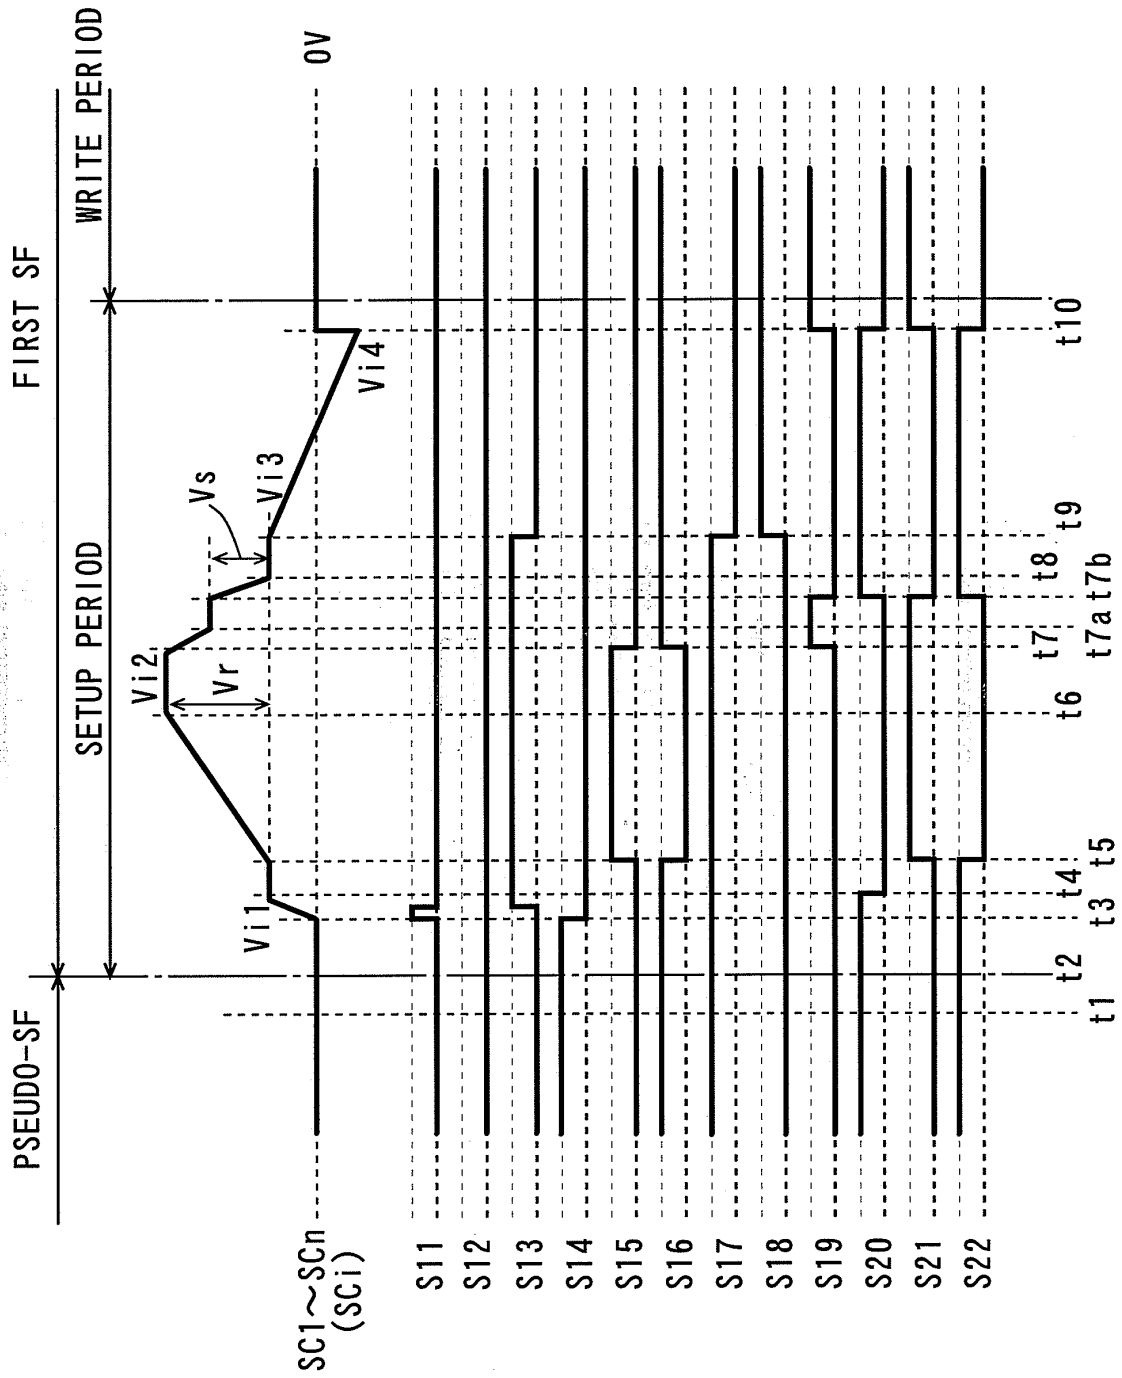 PSEUDO-SF
FIRST SF
SETUP PERIOD
WRITE PERIOD
Vi2
Vr
Vs
Vi1
Vi3
Vi4
0V
SC1~SCn
(SCi)
S11
S12
S13
S14
S15
S16
S17
S18
S19
S20
S21
S22
t1
t2
t3
t4
t5
t6
t7
t7a
t7b
t8
t9
t10